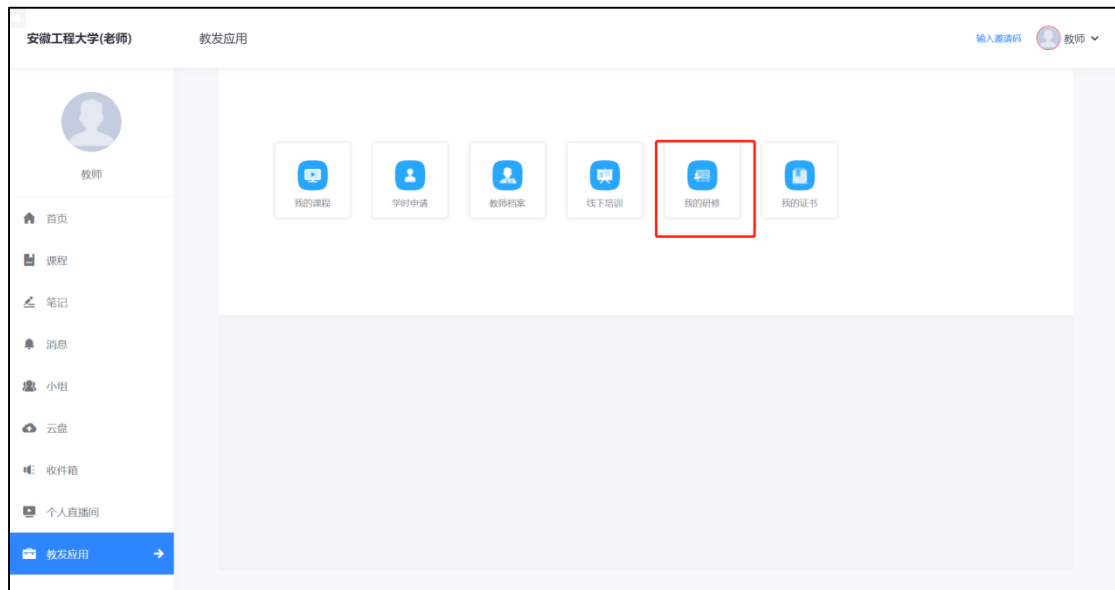 安徽工程大学(老师)
教发应用
输入邀请码
教师
教师
首页
课程
笔记
消息
小组
云盘
收件箱
个人直播间
教发应用
我的课程
学时申请
教师档案
线下培训
我的研修
我的证书